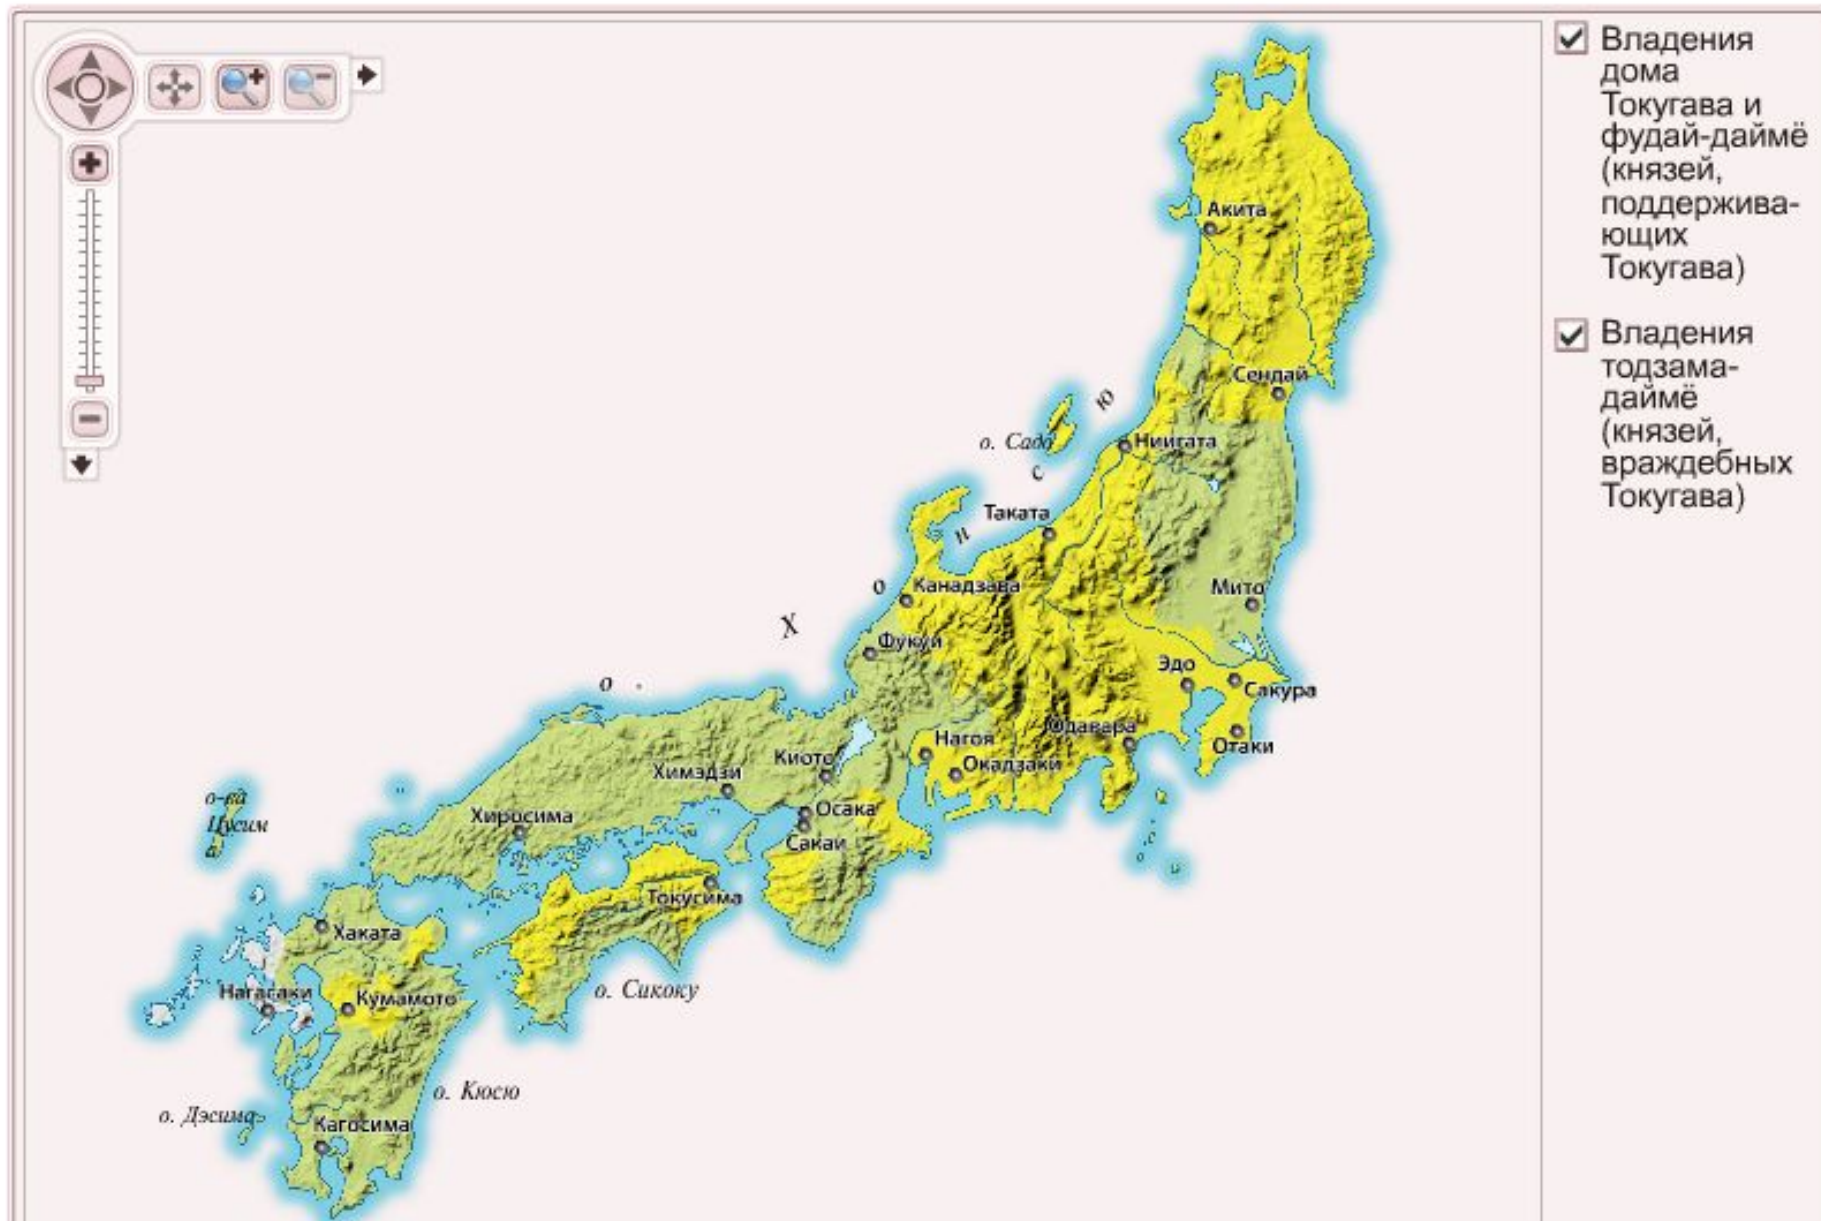 Владения
дома
Токугава и
фудай-даймё
(князей,
поддержива-
ющих
Токугава)
Владения
тодзама-
даймё
(князей,
враждебных
Токугава)
Акита
Сендай
о. Садо
Ниигата
Таката
Канадзава
Мито
о. Х о н с ю
Фукуи
Эдо
Сакура
Одавара
Отаки
Нагоя
Окадзаки
Киото
Химэдзи
Осака
Хиросима
Сакаи
о-ва
Цусим
а
Токусима
Хаката
о. Сикоку
Нагасаки
Кумамото
о. Кюсю
о. Дэсима
Кагосима